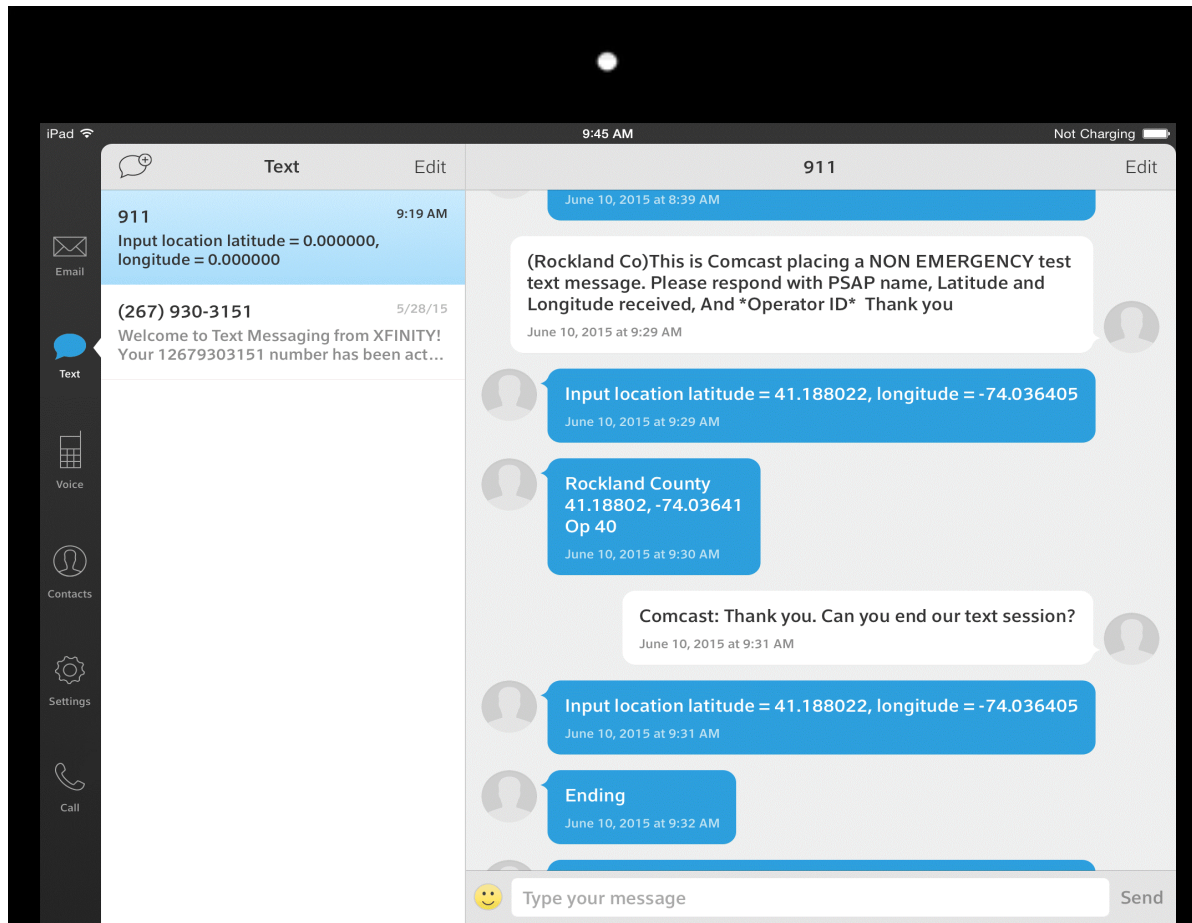 iPad 9:45 AM Not Charging
Text Edit
911 Edit
Email
Text
Voice
Contacts
Settings
Call
911 9:19 AM
Input location latitude = 0.000000,
longitude = 0.000000
(267) 930-3151 5/28/15
Welcome to Text Messaging from XFINITY!
Your 12679303151 number has been act...
June 10, 2015 at 8:39 AM
(Rockland Co)This is Comcast placing a NON EMERGENCY test
text message. Please respond with PSAP name, Latitude and
Longitude received, And *Operator ID*  Thank you
June 10, 2015 at 9:29 AM
Input location latitude = 41.188022, longitude = -74.036405
June 10, 2015 at 9:29 AM
Rockland County
41.18802, -74.03641
Op 40
June 10, 2015 at 9:30 AM
Comcast: Thank you. Can you end our text session?
June 10, 2015 at 9:31 AM
Input location latitude = 41.188022, longitude = -74.036405
June 10, 2015 at 9:31 AM
Ending
June 10, 2015 at 9:32 AM
Type your message
Send